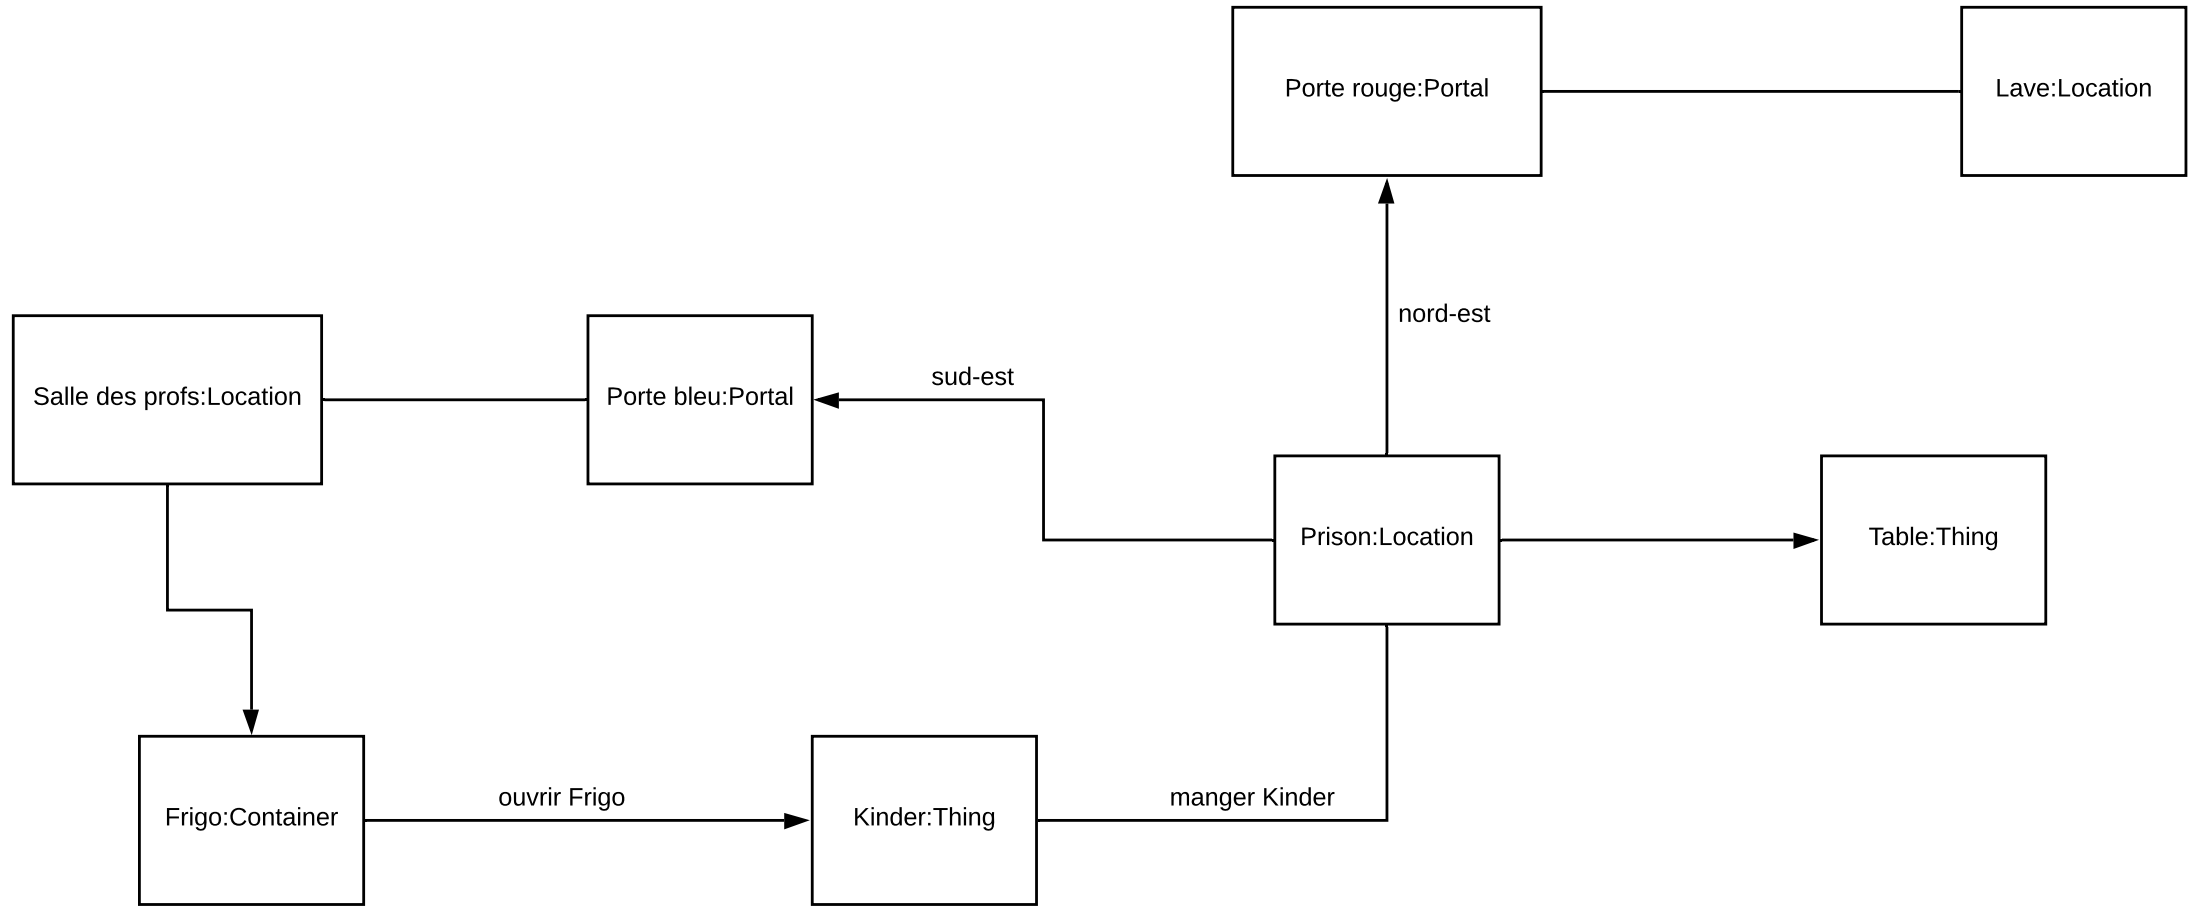 Porte rouge:Portal
Lave:Location
nord-est
Salle des profs:Location
Porte bleu:Portal
sud-est
Prison:Location
Table:Thing
Frigo:Container
ouvrir Frigo
Kinder:Thing
manger Kinder